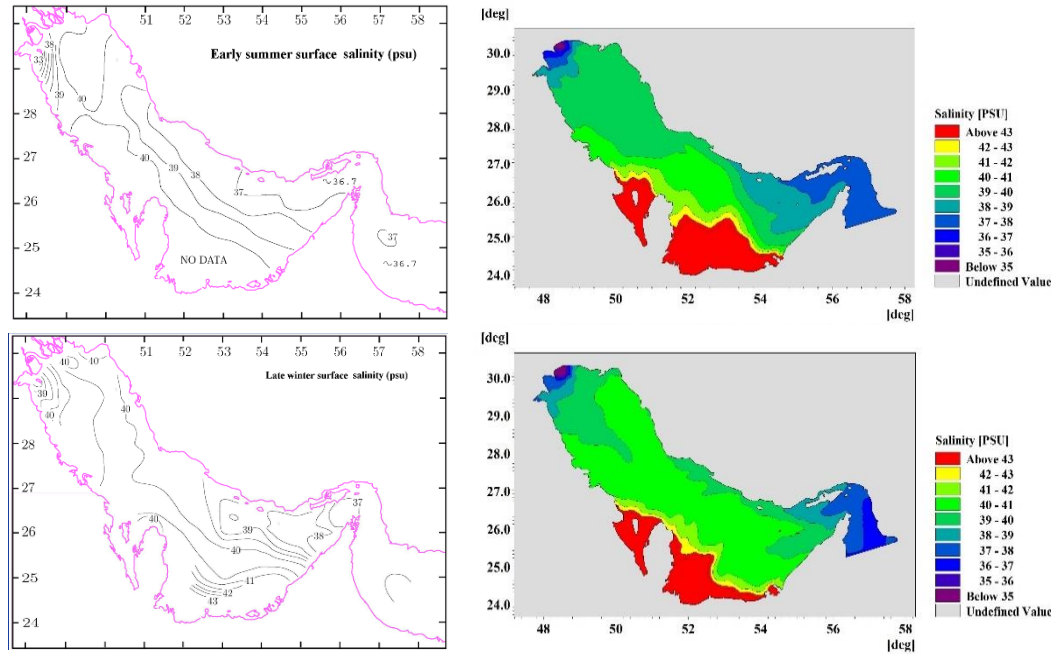 51 52 53 54 55 56 57 58
Early summer surface salinity (psu)
38
33
39
40
28
27
26
25
24
40
39
38
37
~36.7
37
~36.7
NO DATA
[deg]
30.0
29.0
28.0
27.0
26.0
25.0
24.0
48 50 52 54 56 58
[deg]
Salinity [PSU]
Above 43
42 - 43
41 - 42
40 - 41
39 - 40
38 - 39
37 - 38
36 - 37
35 - 36
Below 35
Undefined Value
51 52 53 54 55 56 57 58
Late winter surface salinity (psu)
40 40
39
40
40
28
27
26
25
24
40
37
39
38
40
41
42
43
[deg]
30.0
29.0
28.0
27.0
26.0
25.0
24.0
48 50 52 54 56 58
[deg]
Salinity [PSU]
Above 43
42 - 43
41 - 42
40 - 41
39 - 40
38 - 39
37 - 38
36 - 37
35 - 36
Below 35
Undefined Value